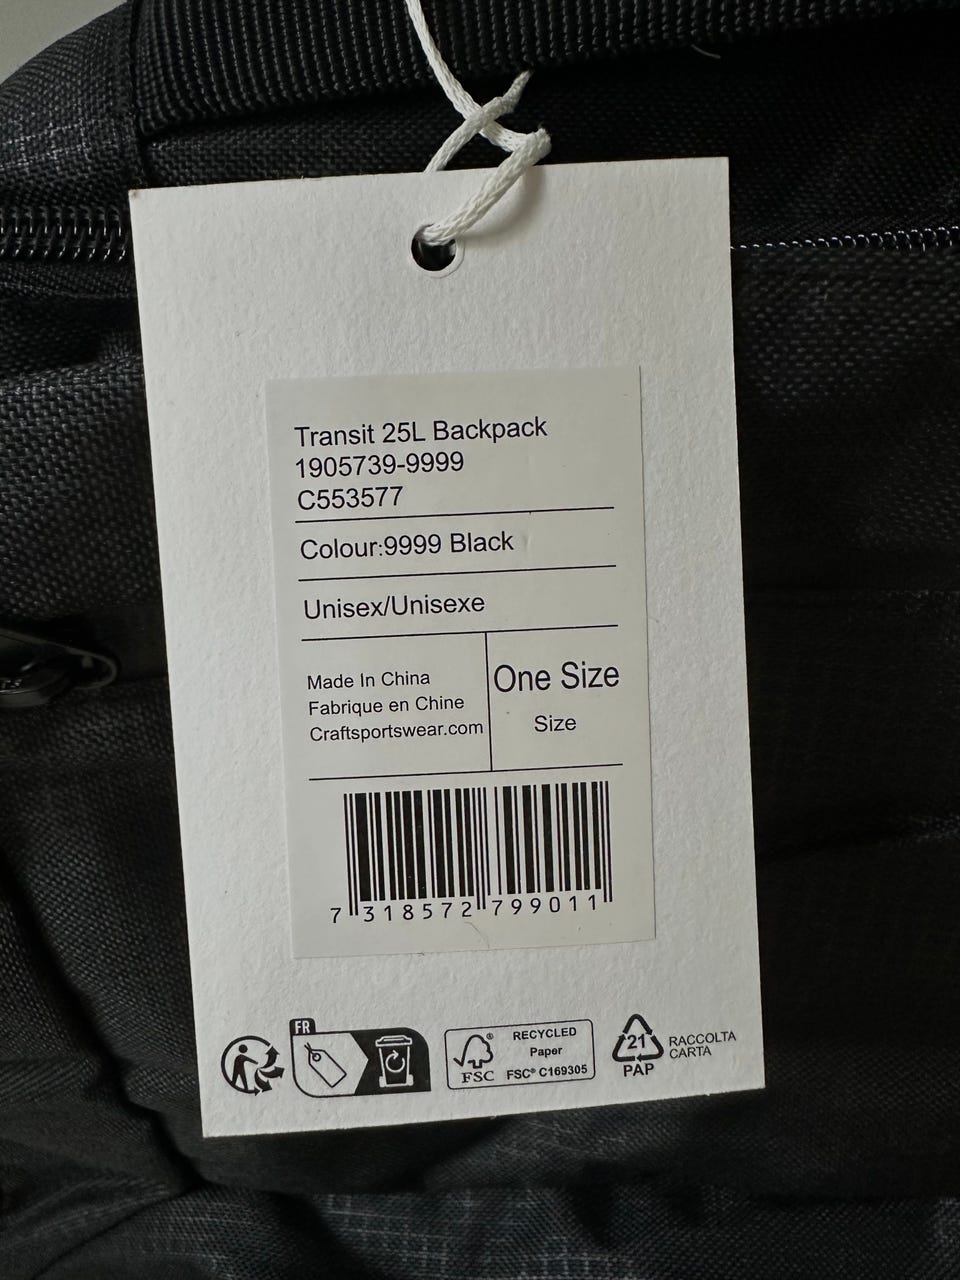 Transit 25L Backpack
1905739-9999
C553577
Colour:9999 Black
Unisex/Unisexe
Made In China
Fabrique en Chine
Craftsportswear.com
One Size
Size
7 318572 799011
FR
FSC®
RECYCLED
Paper
FSC® C169305
21
PAP
RACCOLTA
CARTA